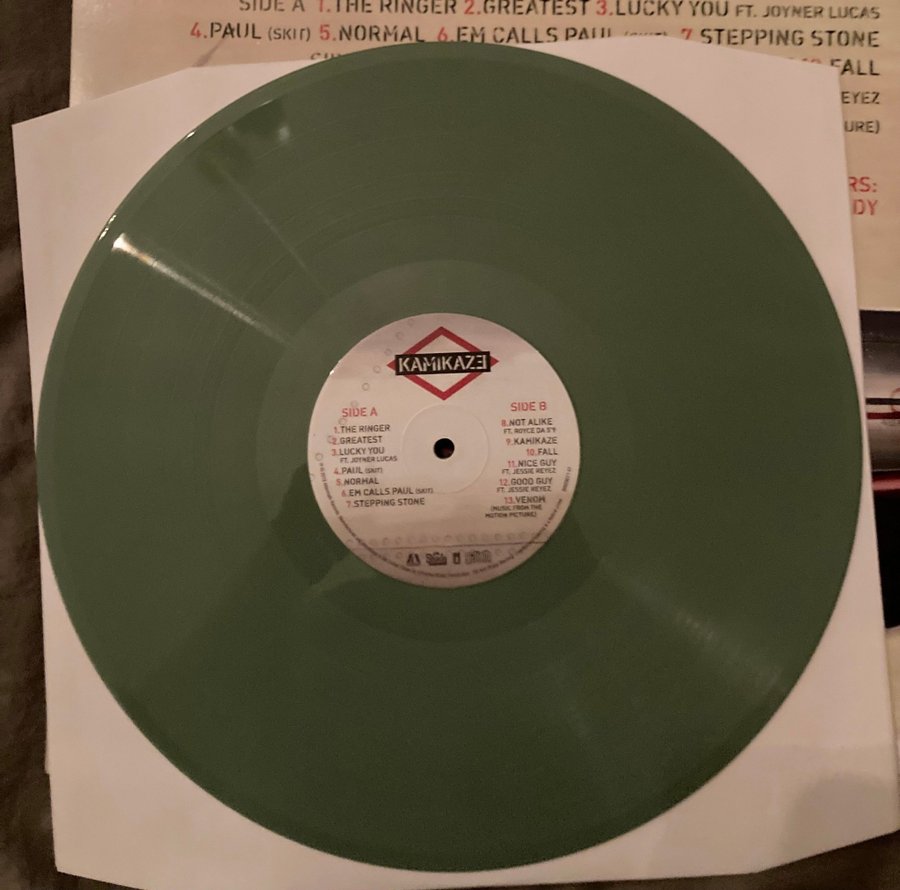 SIDE A 1.THE RINGER 2.GREATEST 3.LUCKY YOU FT. JOYNER LUCAS
4.PAUL (SKIT) 5.NORMAL 6.EM CALLS PAUL (SKIT) 7 STEPPING STONE
FALL
EYEZ
URE)
RS:
DY
KAMIKAZƎ
SIDE A
1.THE RINGER
2.GREATEST
3.LUCKY YOU
FT. JOYNER LUCAS
4.PAUL (SKIT)
5.NORMAL
6.EM CALLS PAUL (SKIT)
7.STEPPING STONE
SIDE B
8.NOT ALIKE
FT. ROYCE DA 5'9
9.KAMIKAZE
10.FALL
11.NICE GUY
FT. JESSIE REYEZ
12.GOOD GUY
FT. JESSIE REYEZ
13.VENOM
(MUSIC FROM THE
MOTION PICTURE)